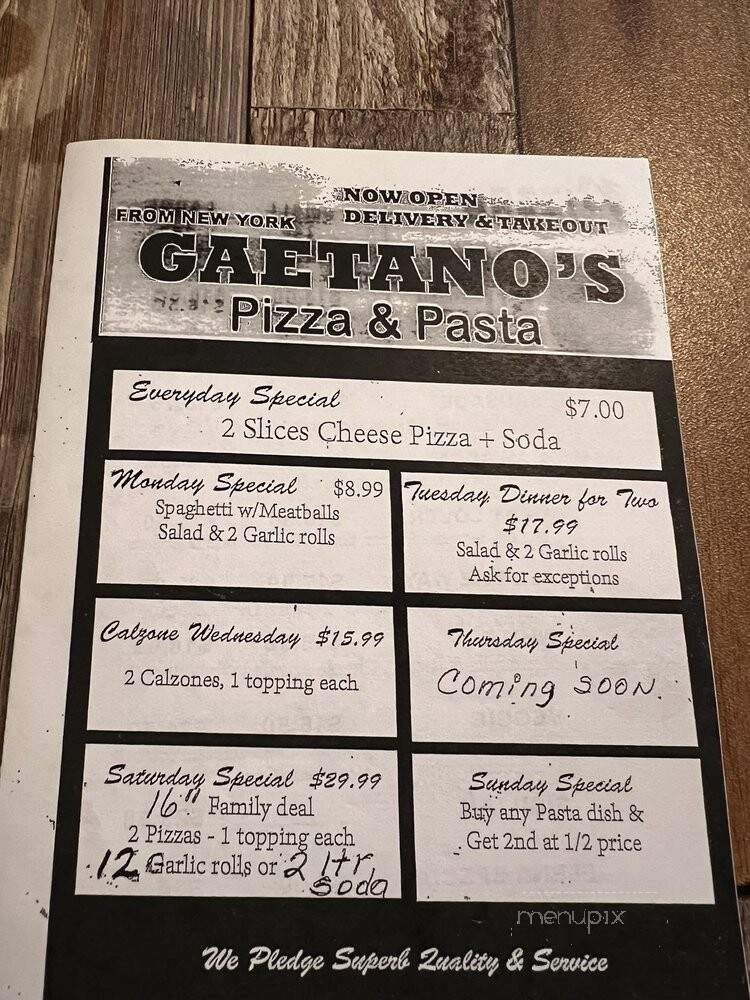 NOW OPEN
FROM NEW YORK DELIVERY & TAKEOUT
GAETANO'S
Pizza & Pasta
Everyday Special $7.00
2 Slices Cheese Pizza + Soda
Monday Special $8.99
Spaghetti w/Meatballs
Salad & 2 Garlic rolls
Tuesday Dinner for Two
$17.99
Salad & 2 Garlic rolls
Ask for exceptions
Calzone Wednesday $15.99
2 Calzones, 1 topping each
Thursday Special
Coming SOON.
Saturday Special $29.99
16" Family deal
2 Pizzas - 1 topping each
12 Garlic rolls or 2 ltr
Soda
Sunday Special
Buy any Pasta dish &
Get 2nd at 1/2 price
menupix
We Pledge Superb Quality & Service